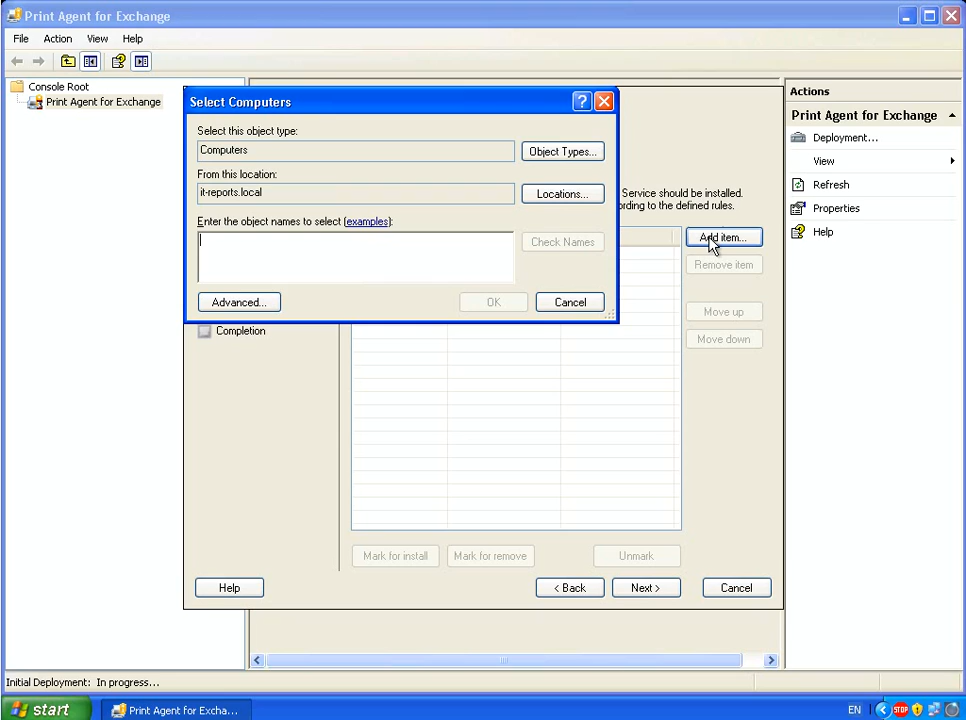 Print Agent for Exchange
File Action View Help
Console Root
Print Agent for Exchange
Select Computers
Select this object type:
Computers
Object Types...
From this location:
it-reports.local
Locations...
Enter the object names to select (examples):
Check Names
Advanced...
OK
Cancel
Service should be installed.
ording to the defined rules.
Add item...
Remove item
Move up
Move down
Completion
Mark for install
Mark for remove
Unmark
Help
< Back
Next >
Cancel
Actions
Print Agent for Exchange
Deployment...
View
Refresh
Properties
Help
Initial Deployment: In progress...
start
Print Agent for Excha...
EN
STOP